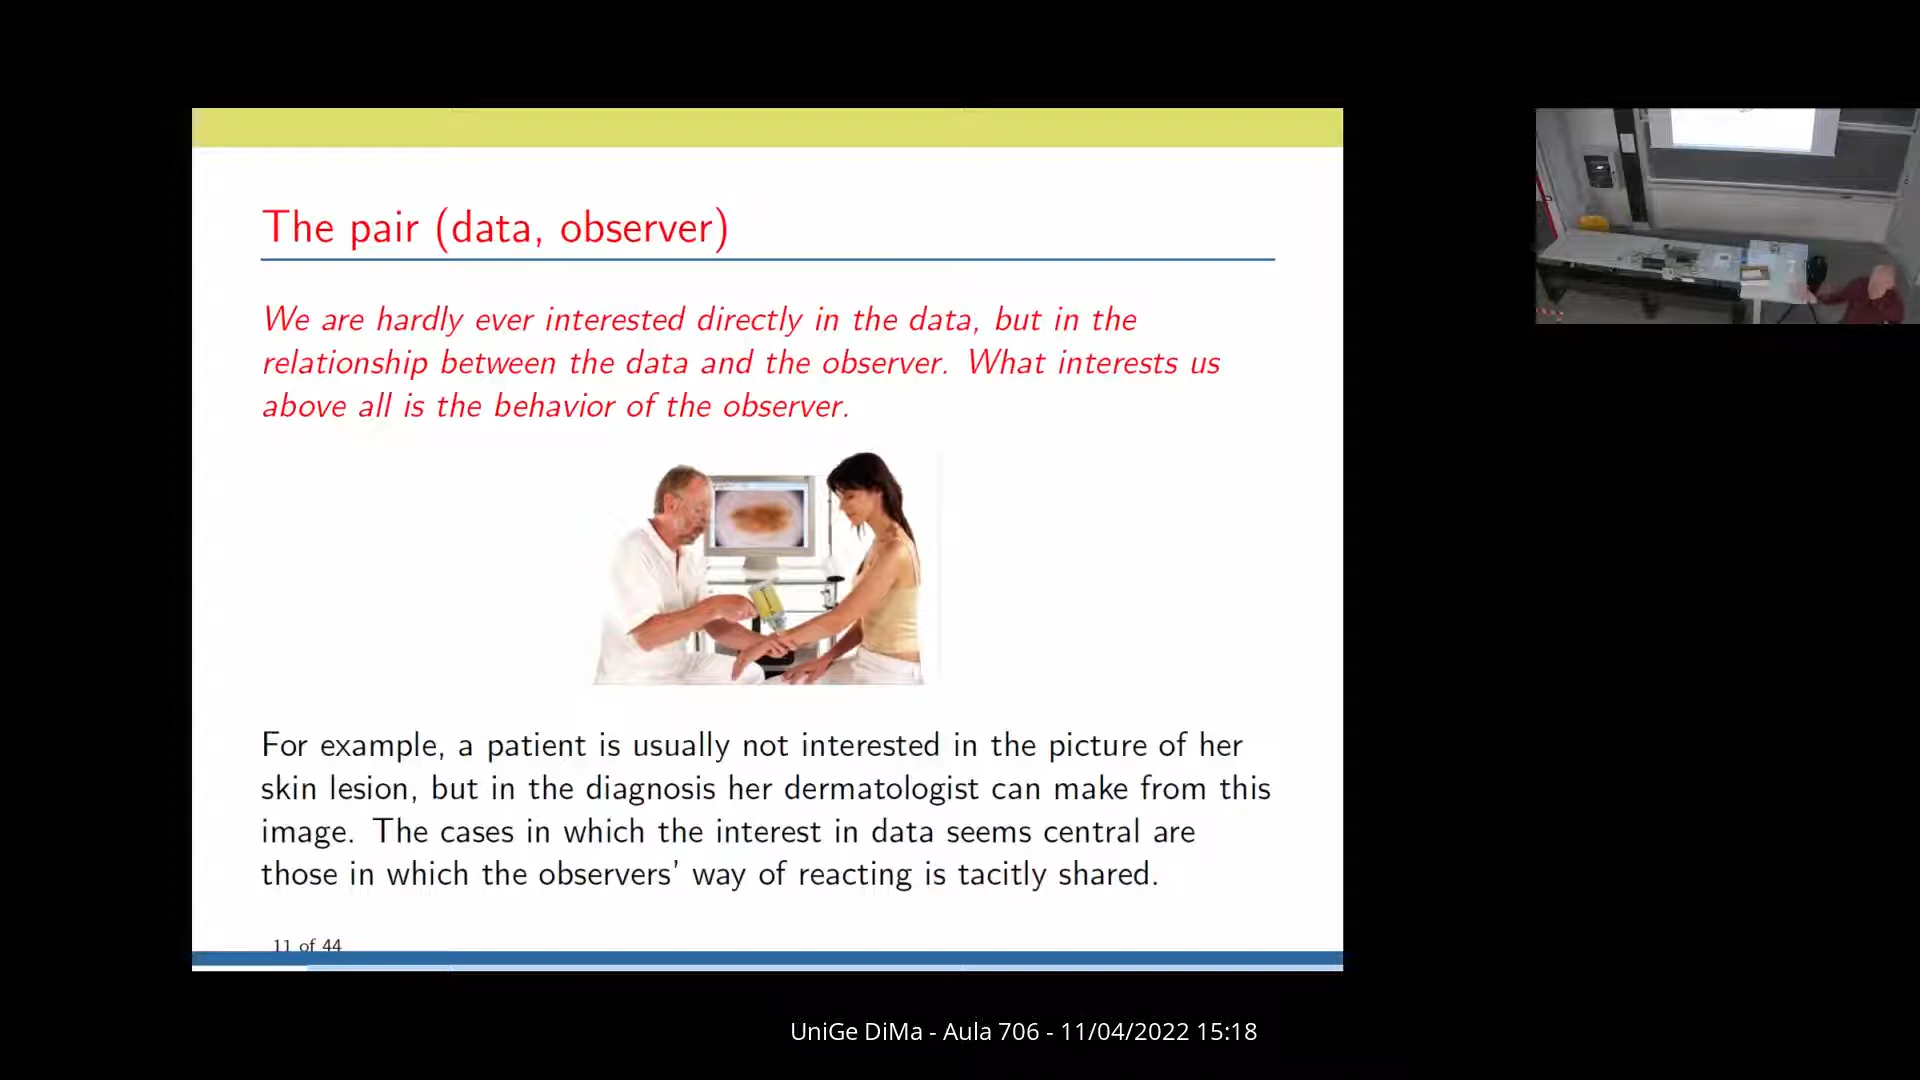 The pair (data, observer)
We are hardly ever interested directly in the data, but in the
relationship between the data and the observer. What interests us
above all is the behavior of the observer.
For example, a patient is usually not interested in the picture of her
skin lesion, but in the diagnosis her dermatologist can make from this
image. The cases in which the interest in data seems central are
those in which the observers' way of reacting is tacitly shared.
11 of 44
UniGe DiMa - Aula 706 - 11/04/2022 15:18